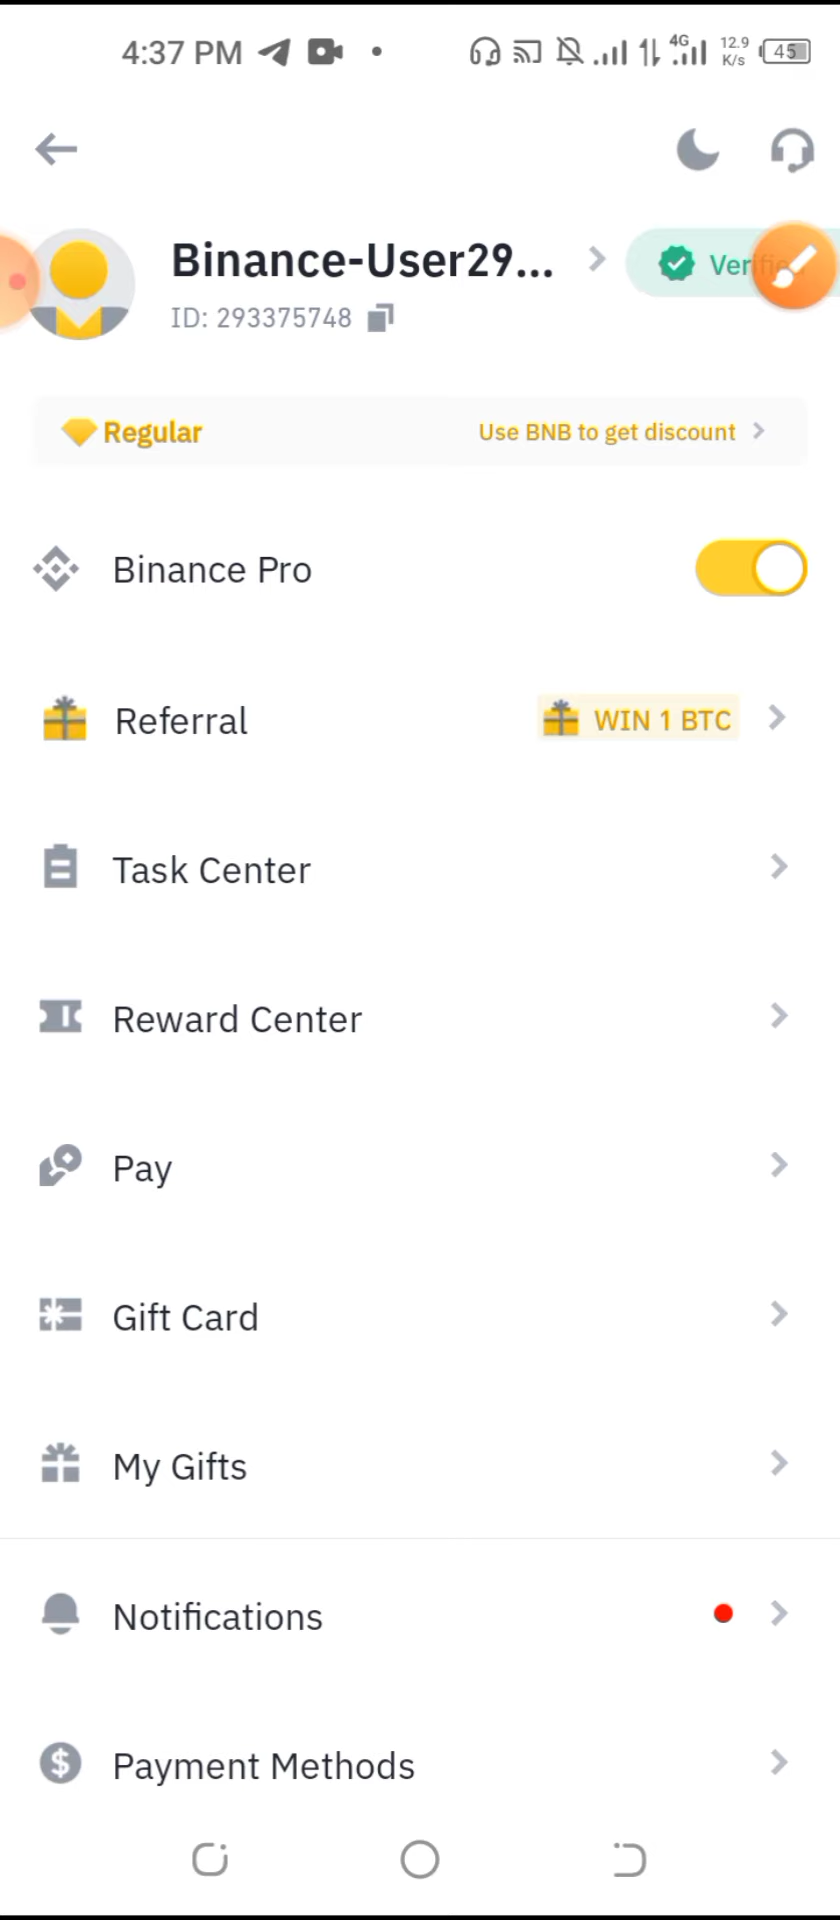 4:37 PM 4G 12.9 K/s 45
Binance-User29...
Verifie
ID: 293375748
Regular Use BNB to get discount
Binance Pro
Referral WIN 1 BTC
Task Center
Reward Center
Pay
Gift Card
My Gifts
Notifications
Payment Methods